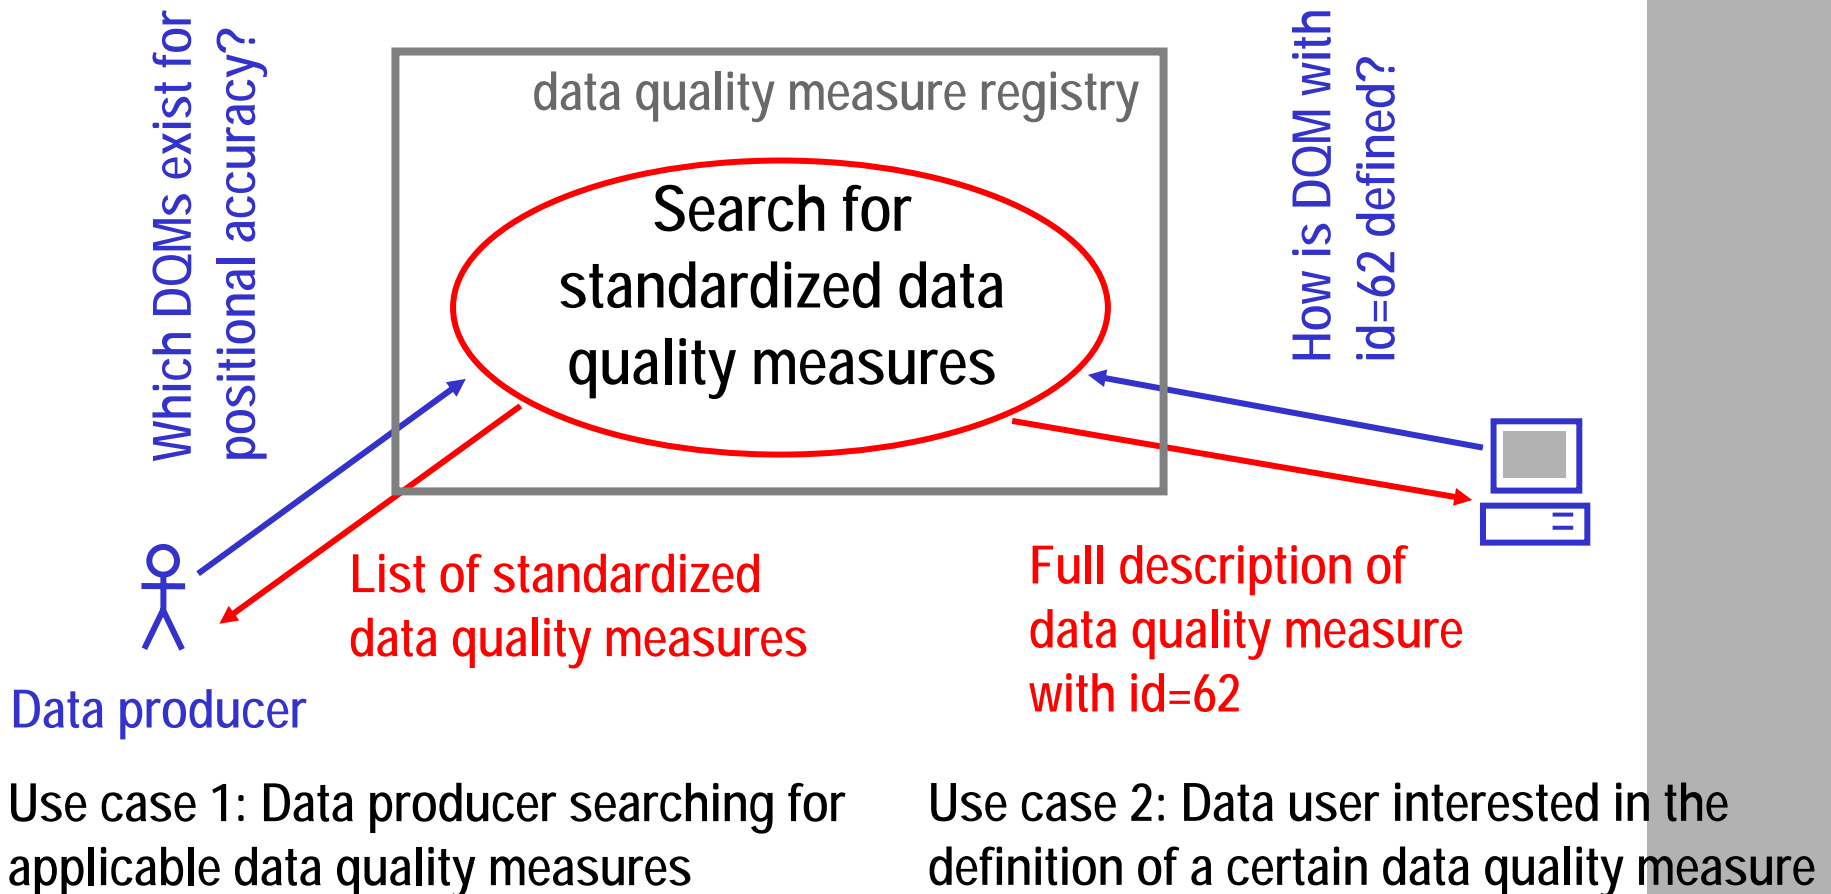 Which DQMs exist for
positional accuracy?
data quality measure registry
Search for
standardized data
quality measures
How is DQM with
id=62 defined?
List of standardized
data quality measures
Full description of
data quality measure
with id=62
Data producer
Use case 1: Data producer searching for
applicable data quality measures
Use case 2: Data user interested in the
definition of a certain data quality measure